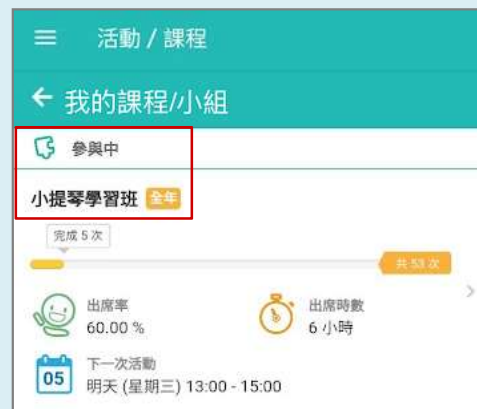 活動 / 課程
我的課程/小組
參與中
小提琴學習班 全年
完成 5 次
共 53 次
出席率
60.00 %
出席時數
6 小時
05
下一次活動
明天 (星期三) 13:00 - 15:00